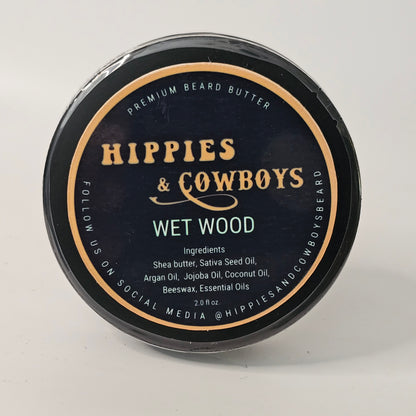 PREMIUM BEARD BUTTER
HIPPIES
& COWBOYS
WET WOOD
Ingredients
Shea butter, Sativa Seed Oil,
Argan Oil, Jojoba Oil, Coconut Oil,
Beeswax, Essential Oils
2.0 fl oz
FOLLOW US ON SOCIAL MEDIA @HIPPIESANDCOWBOYSBEARD